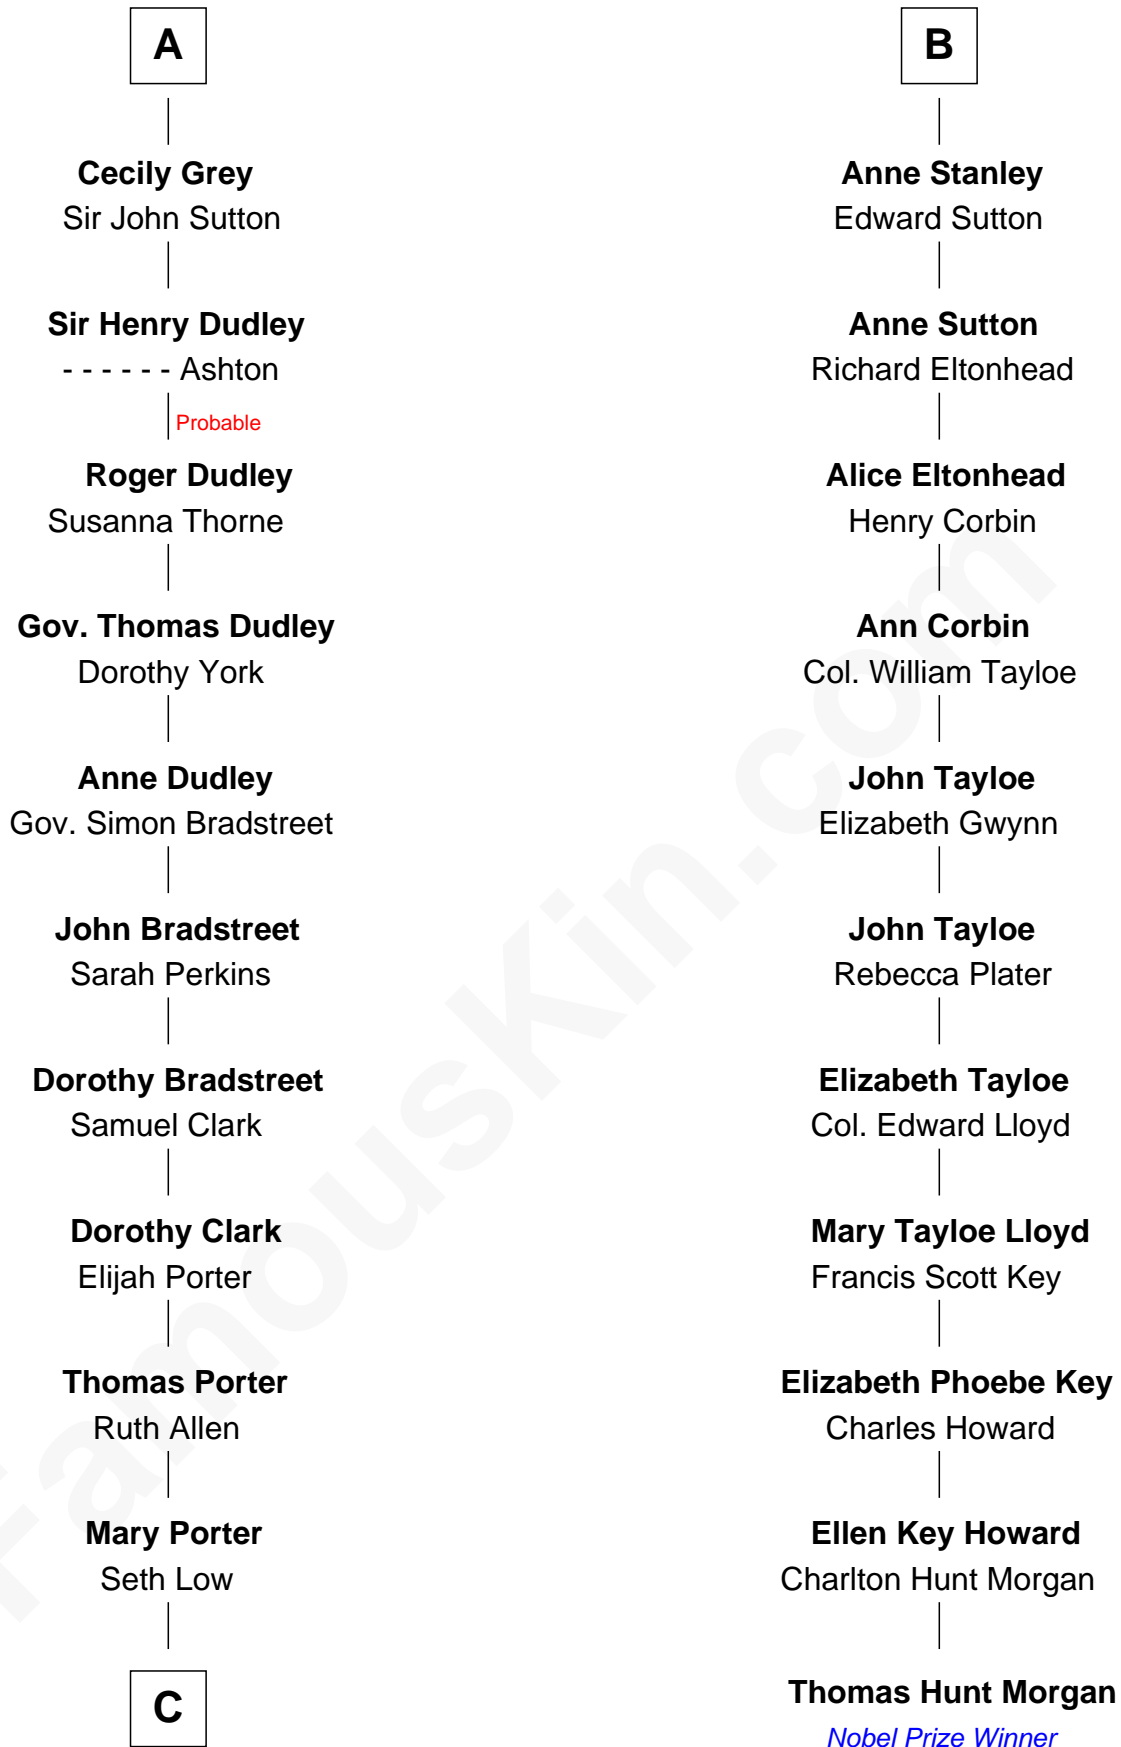 A
Cecily Grey
Sir John Sutton
Sir Henry Dudley
- - - - - - Ashton
Probable
Roger Dudley
Susanna Thorne
Gov. Thomas Dudley
Dorothy York
Anne Dudley
Gov. Simon Bradstreet
John Bradstreet
Sarah Perkins
Dorothy Bradstreet
Samuel Clark
Dorothy Clark
Elijah Porter
Thomas Porter
Ruth Allen
Mary Porter
Seth Low
C
B
Anne Stanley
Edward Sutton
Anne Sutton
Richard Eltonhead
Alice Eltonhead
Henry Corbin
Ann Corbin
Col. William Tayloe
John Tayloe
Elizabeth Gwynn
John Tayloe
Rebecca Plater
Elizabeth Tayloe
Col. Edward Lloyd
Mary Tayloe Lloyd
Francis Scott Key
Elizabeth Phoebe Key
Charles Howard
Ellen Key Howard
Charlton Hunt Morgan
Thomas Hunt Morgan
Nobel Prize Winner
FamousKin.com